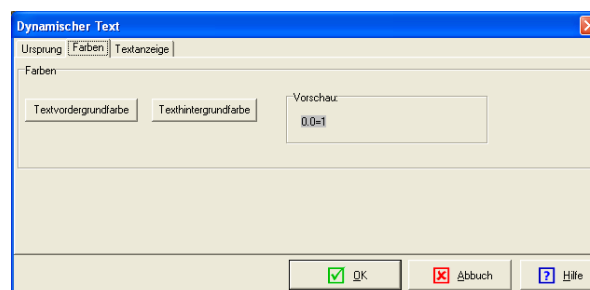 Dynamischer Text
Ursprung Farben Textanzeige
Farben
Textvordergrundfarbe Texthintergrundfarbe Vorschau:
0.0=1
OK Abbuch Hilfe